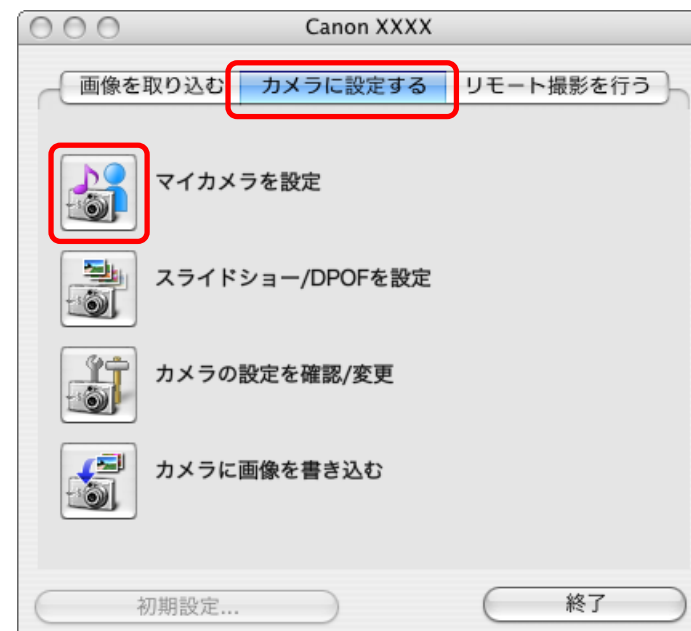 Canon XXXX
画像を取り込む カメラに設定する リモート撮影を行う
マイカメラを設定
スライドショー/DPOFを設定
カメラの設定を確認/変更
カメラに画像を書き込む
初期設定... 終了